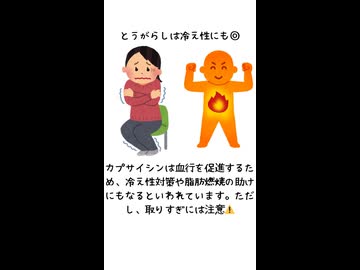 とうがらしは冷え性にも◎
カプサイシンは血行を促進するた
め、冷え性対策や脂肪燃焼の助け
にもなるといわれています。ただ
し、取りすぎには注意⚠️